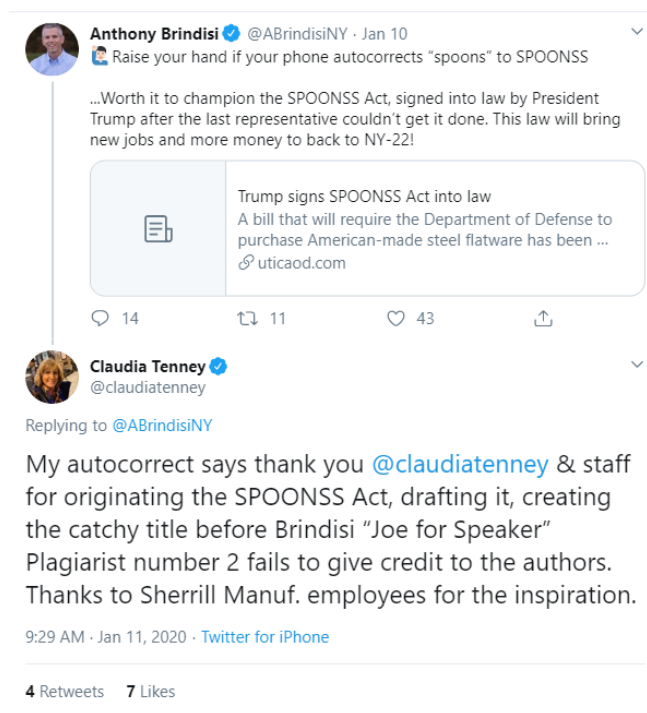 Anthony Brindisi @ABrindisiNY · Jan 10
Raise your hand if your phone autocorrects “spoons” to SPOONSS
...Worth it to champion the SPOONSS Act, signed into law by President
Trump after the last representative couldn’t get it done. This law will bring
new jobs and more money to back to NY-22!
Trump signs SPOONSS Act into law
A bill that will require the Department of Defense to
purchase American-made steel flatware has been ...
uticaod.com
14 11 43
Claudia Tenney
@claudiatenney
Replying to @ABrindisiNY
My autocorrect says thank you @claudiatenney & staff
for originating the SPOONSS Act, drafting it, creating
the catchy title before Brindisi “Joe for Speaker”
Plagiarist number 2 fails to give credit to the authors.
Thanks to Sherrill Manuf. employees for the inspiration.
9:29 AM · Jan 11, 2020 · Twitter for iPhone
4 Retweets 7 Likes